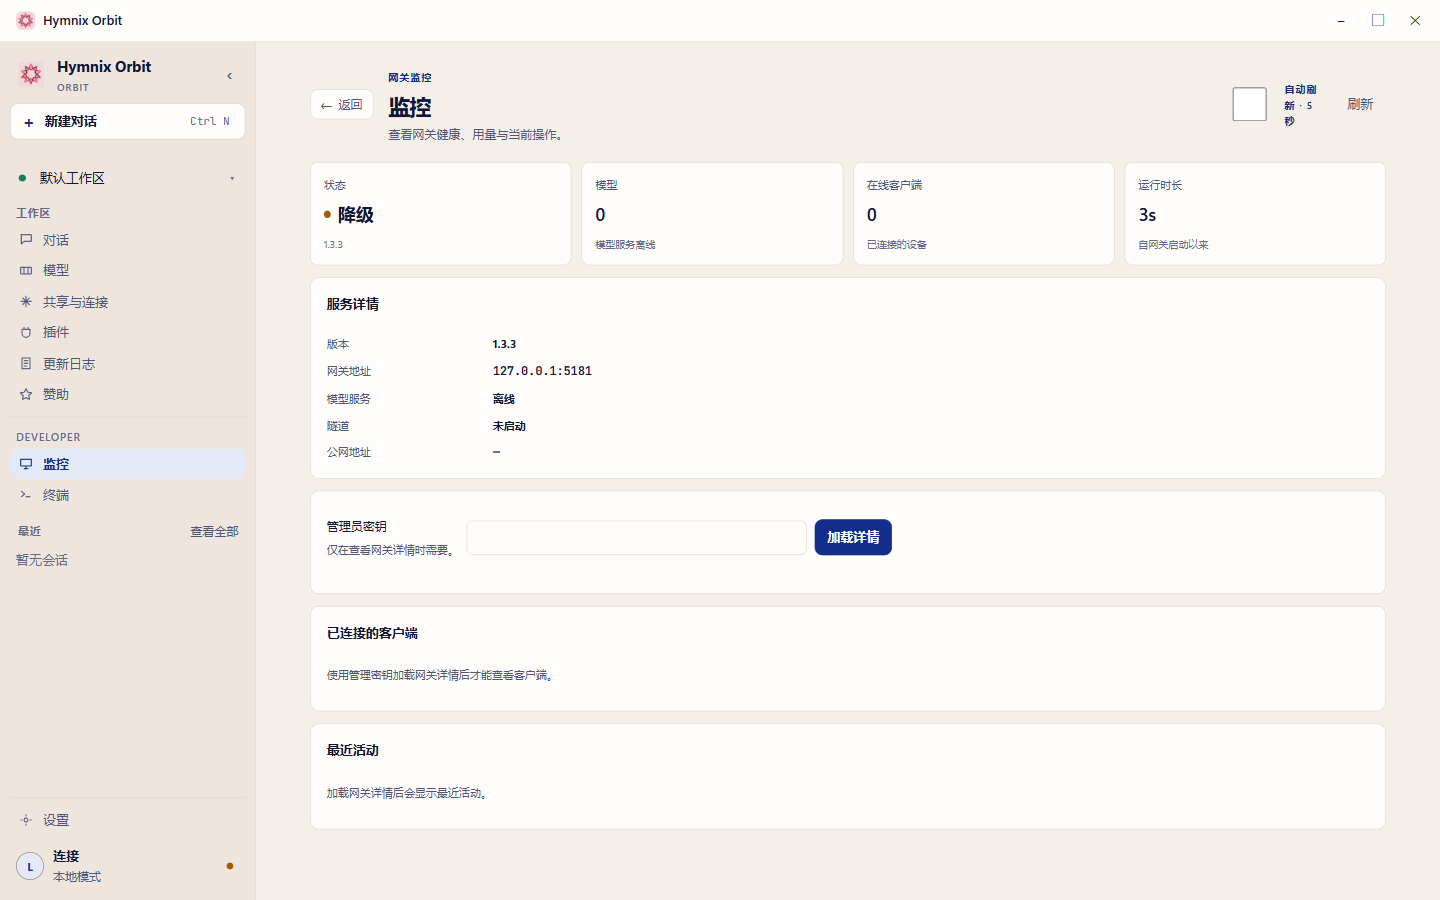 Hymnix Orbit
Hymnix Orbit
ORBIT
+ 新建对话 Ctrl N
默认工作区
工作区
对话
模型
共享与连接
插件
更新日志
赞助
DEVELOPER
监控
终端
最近 查看全部
暂无会话
设置
L
连接
本地模式
← 返回
网关监控
监控
查看网关健康、用量与当前操作。
自动刷
新 · 5
秒
刷新
状态
降级
1.3.3
模型
0
模型服务离线
在线客户端
0
已连接的设备
运行时长
3s
自网关启动以来
服务详情
版本 1.3.3
网关地址 127.0.0.1:5181
模型服务 离线
隧道 未启动
公网地址 —
管理员密钥
仅在查看网关详情时需要。
加载详情
已连接的客户端
使用管理密钥加载网关详情后才能查看客户端。
最近活动
加载网关详情后会显示最近活动。